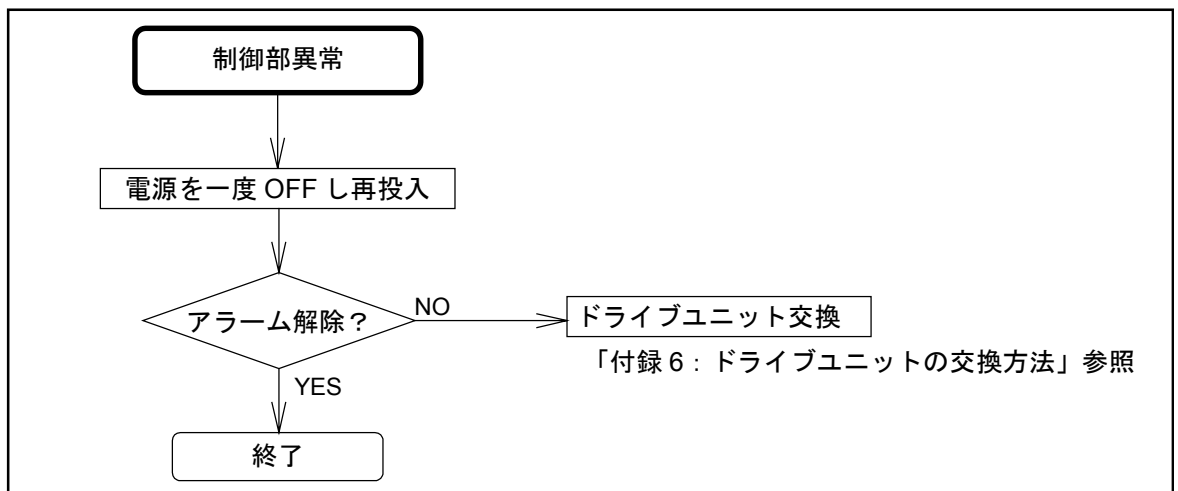 制御部異常
電源を一度 OFF し再投入
アラーム解除？
NO
ドライブユニット交換
「付録 6：ドライブユニットの交換方法」参照
YES
終了